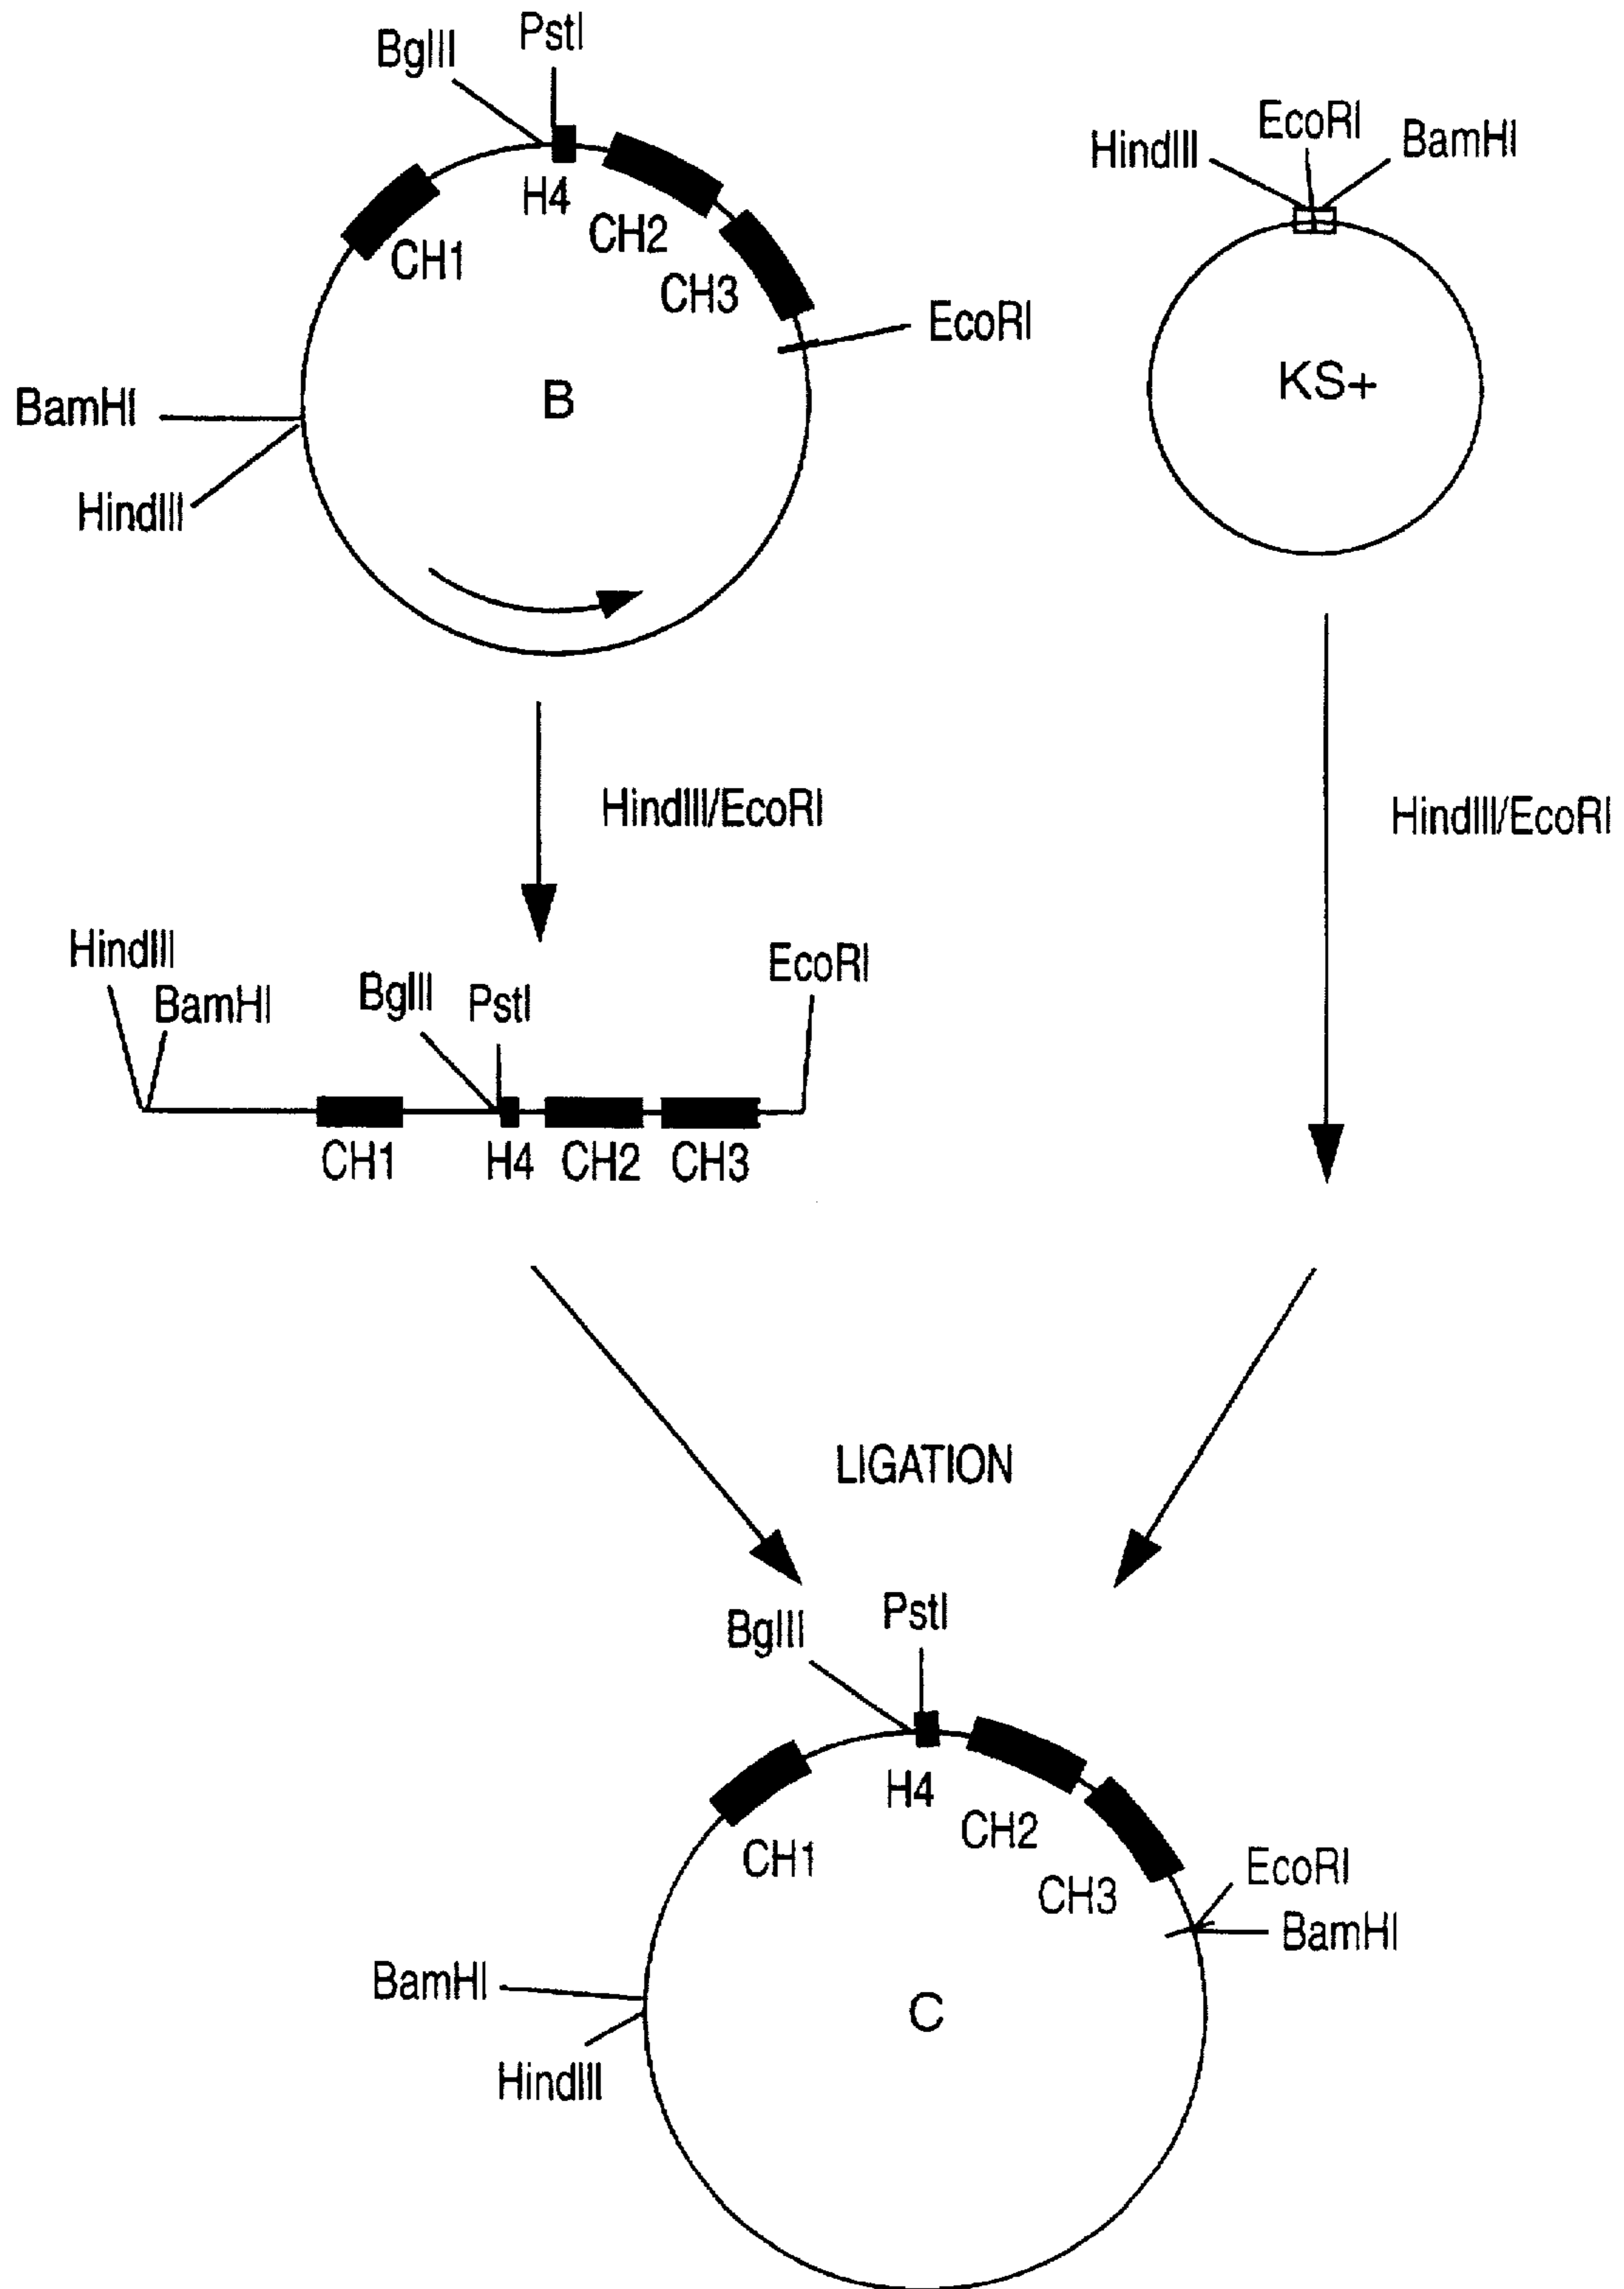 BglII
PstI
H4
CH1
CH2
CH3
EcoRI
BamHI
HindIII
B
HindIII
EcoRI
BamHI
KS+
HindIII/EcoRI
HindIII/EcoRI
HindIII
BamHI
BglII
PstI
EcoRI
CH1
H4
CH2
CH3
LIGATION
BglII
PstI
H4
CH1
CH2
CH3
EcoRI
BamHI
BamHI
HindIII
C